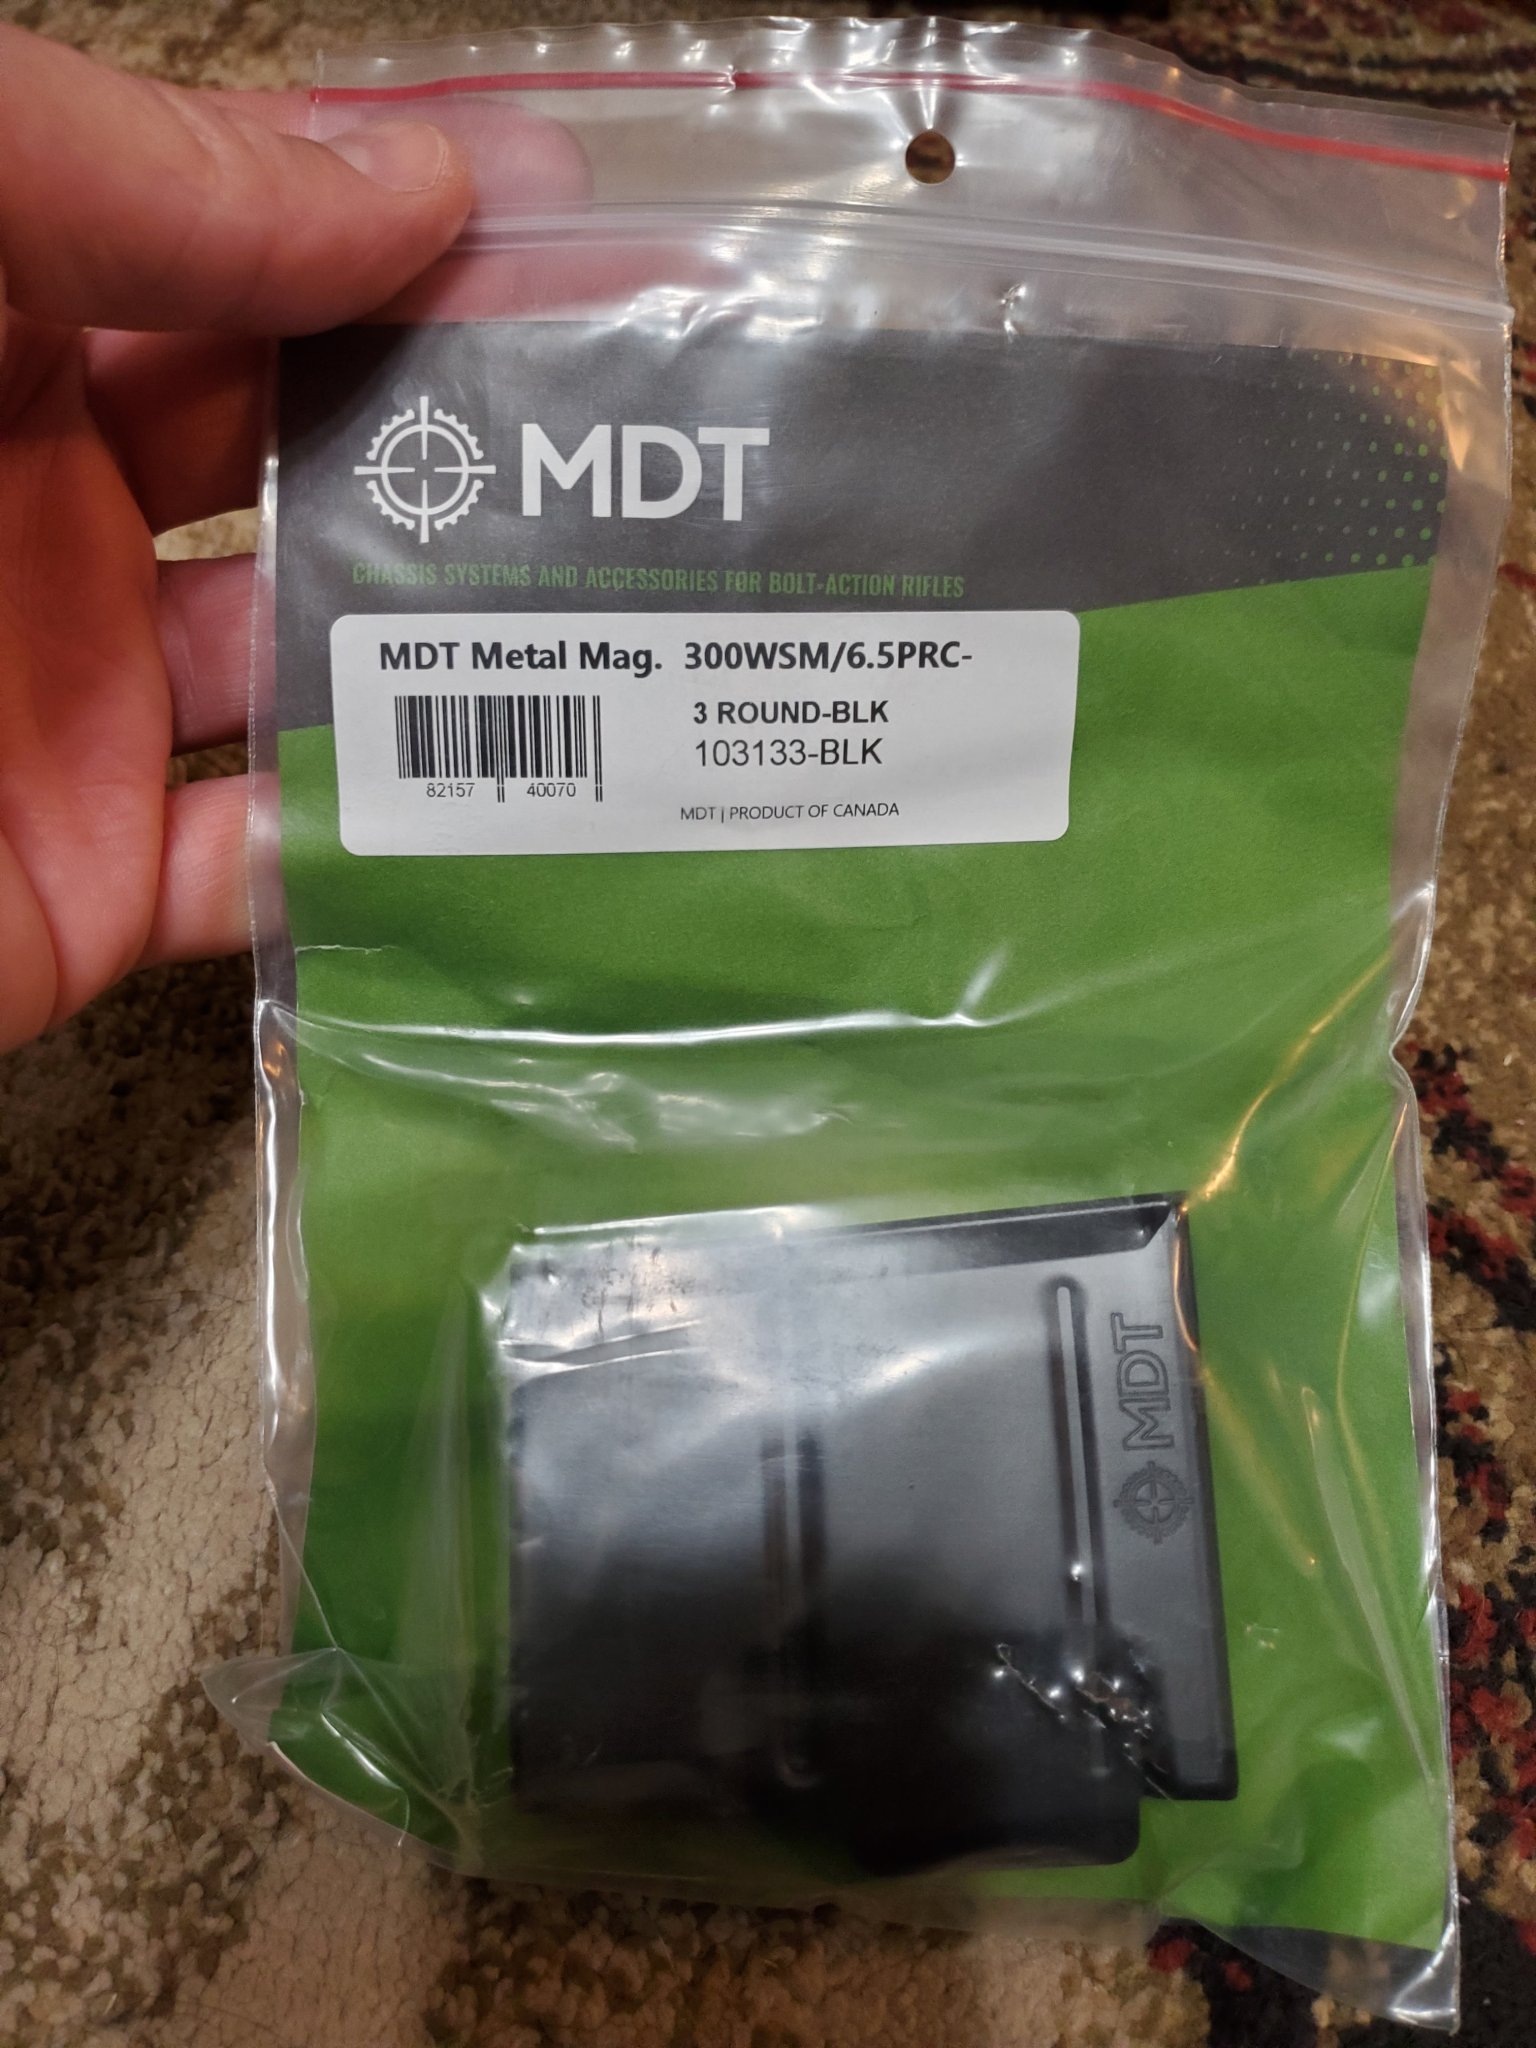 MDT
CHASSIS SYSTEMS AND ACCESSORIES FOR BOLT-ACTION RIFLES
MDT Metal Mag. 300WSM/6.5PRC-
3 ROUND-BLK
103133-BLK
82157 40070
MDT | PRODUCT OF CANADA
MDT